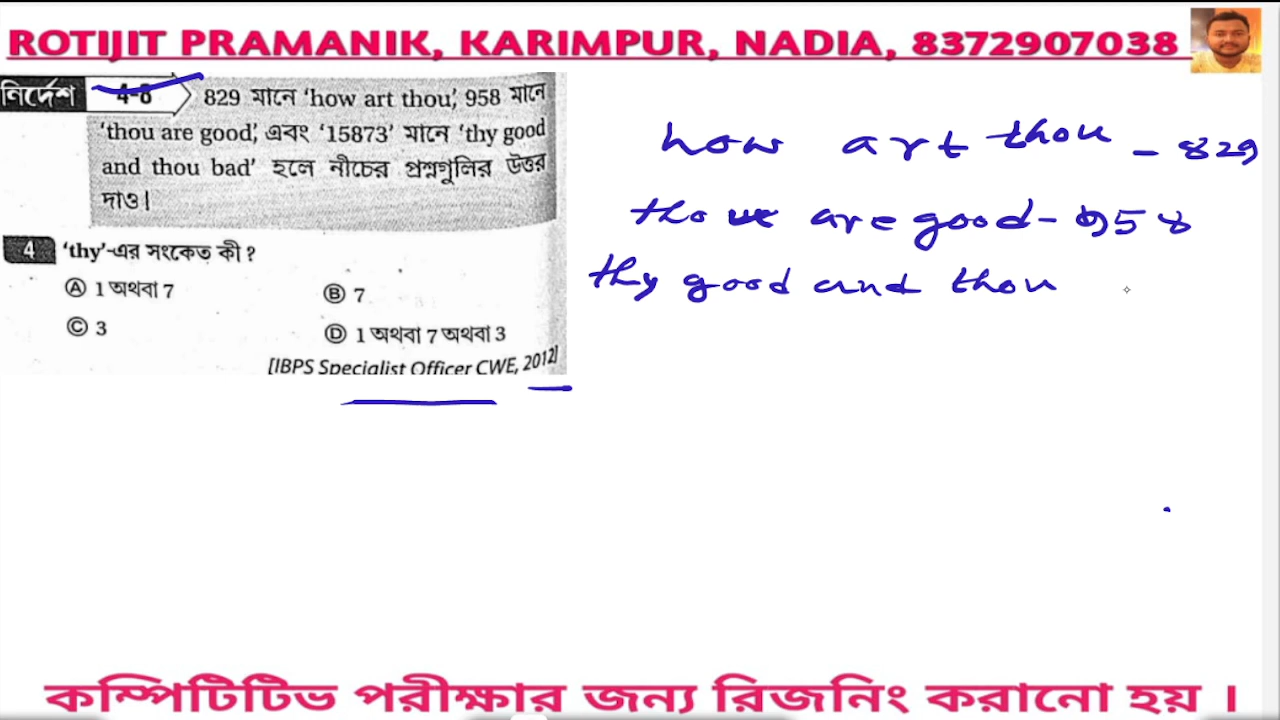 ROTIJIT PRAMANIK, KARIMPUR, NADIA, 8372907038
নির্দেশ 4-8 829 মানে ‘how art thou’, 958 মানে
‘thou are good’, এবং ‘15873’ মানে ‘thy good
and thou bad’ হলে নীচের প্রশ্নগুলির উত্তর
দাও।
4 ‘thy’-এর সংকেত কী ?
Ⓐ 1 অথবা 7 Ⓑ 7
Ⓒ 3 Ⓓ 1 অথবা 7 অথবা 3
[IBPS Specialist Officer CWE, 2012]
how art thou - 829
thou are good - 958
thy good and thou
কম্পিটিটিভ পরীক্ষার জন্য রিজনিং করানো হয় ।